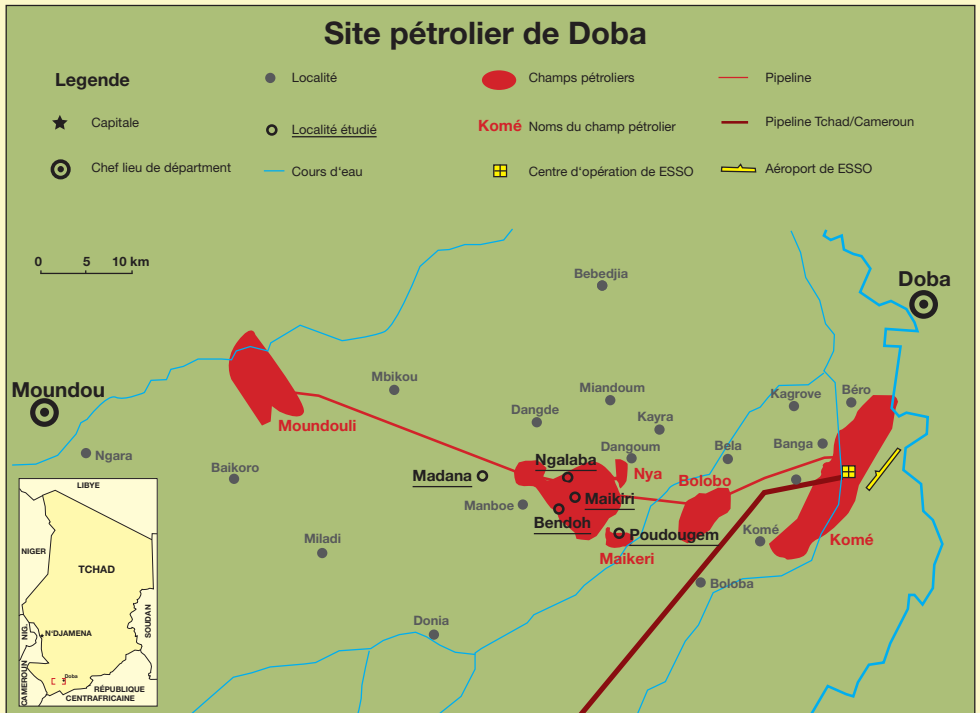 Site pétrolier de Doba
Legende
Localité
Champs pétroliers
Pipeline
Capitale
Localité étudié
Komé
Noms du champ pétrolier
Pipeline Tchad/Cameroun
Chef lieu de départment
Cours d'eau
Centre d'opération de ESSO
Aéroport de ESSO
0 5 10 km
Bebedjia
Doba
Moundou
Mbikou
Miandoum
Kagrove
Béro
Moundouli
Dangde
Kayra
Ngara
Baikoro
Madana
Ngalaba
Dangoum
Nya
Bela
Banga
Bolobo
Manboe
Maikiri
Bendoh
Poudougem
Maikeri
Komé
Komé
Miladi
Boloba
Donia
LIBYE
NIGER
TCHAD
SOUDAN
NIG.
N'DJAMENA
CAMEROUN
Doba
RÉPUBLIQUE
CENTRAFRICAINE